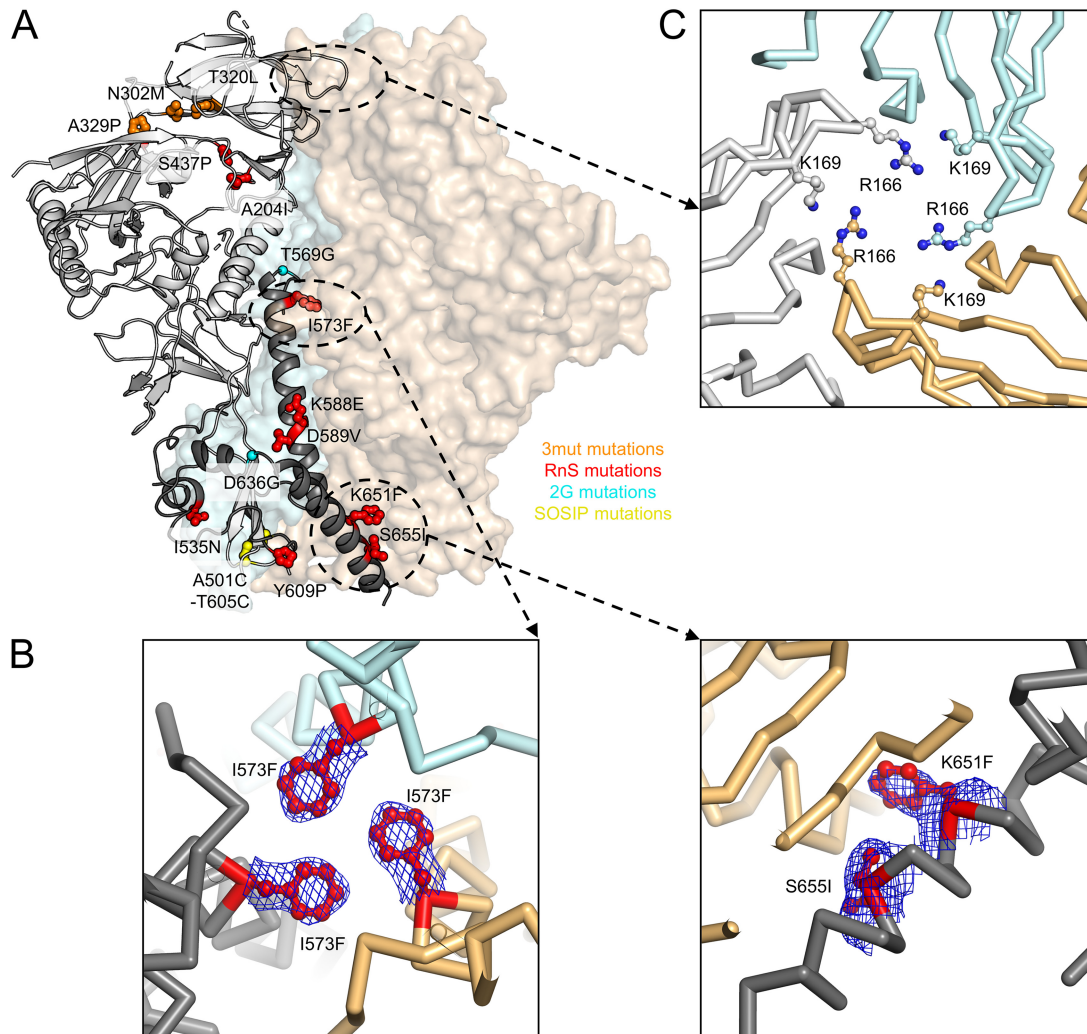 A
T320L
N302M
A329P
S437P
A204I
T569G
I573F
K588E
D589V
D636G
K651F
S655I
I535N
A501C
-T605C
Y609P
3mut mutations
RnS mutations
2G mutations
SOSIP mutations
C
K169
K169
R166
R166
R166
K169
B
I573F
I573F
I573F
K651F
S655I